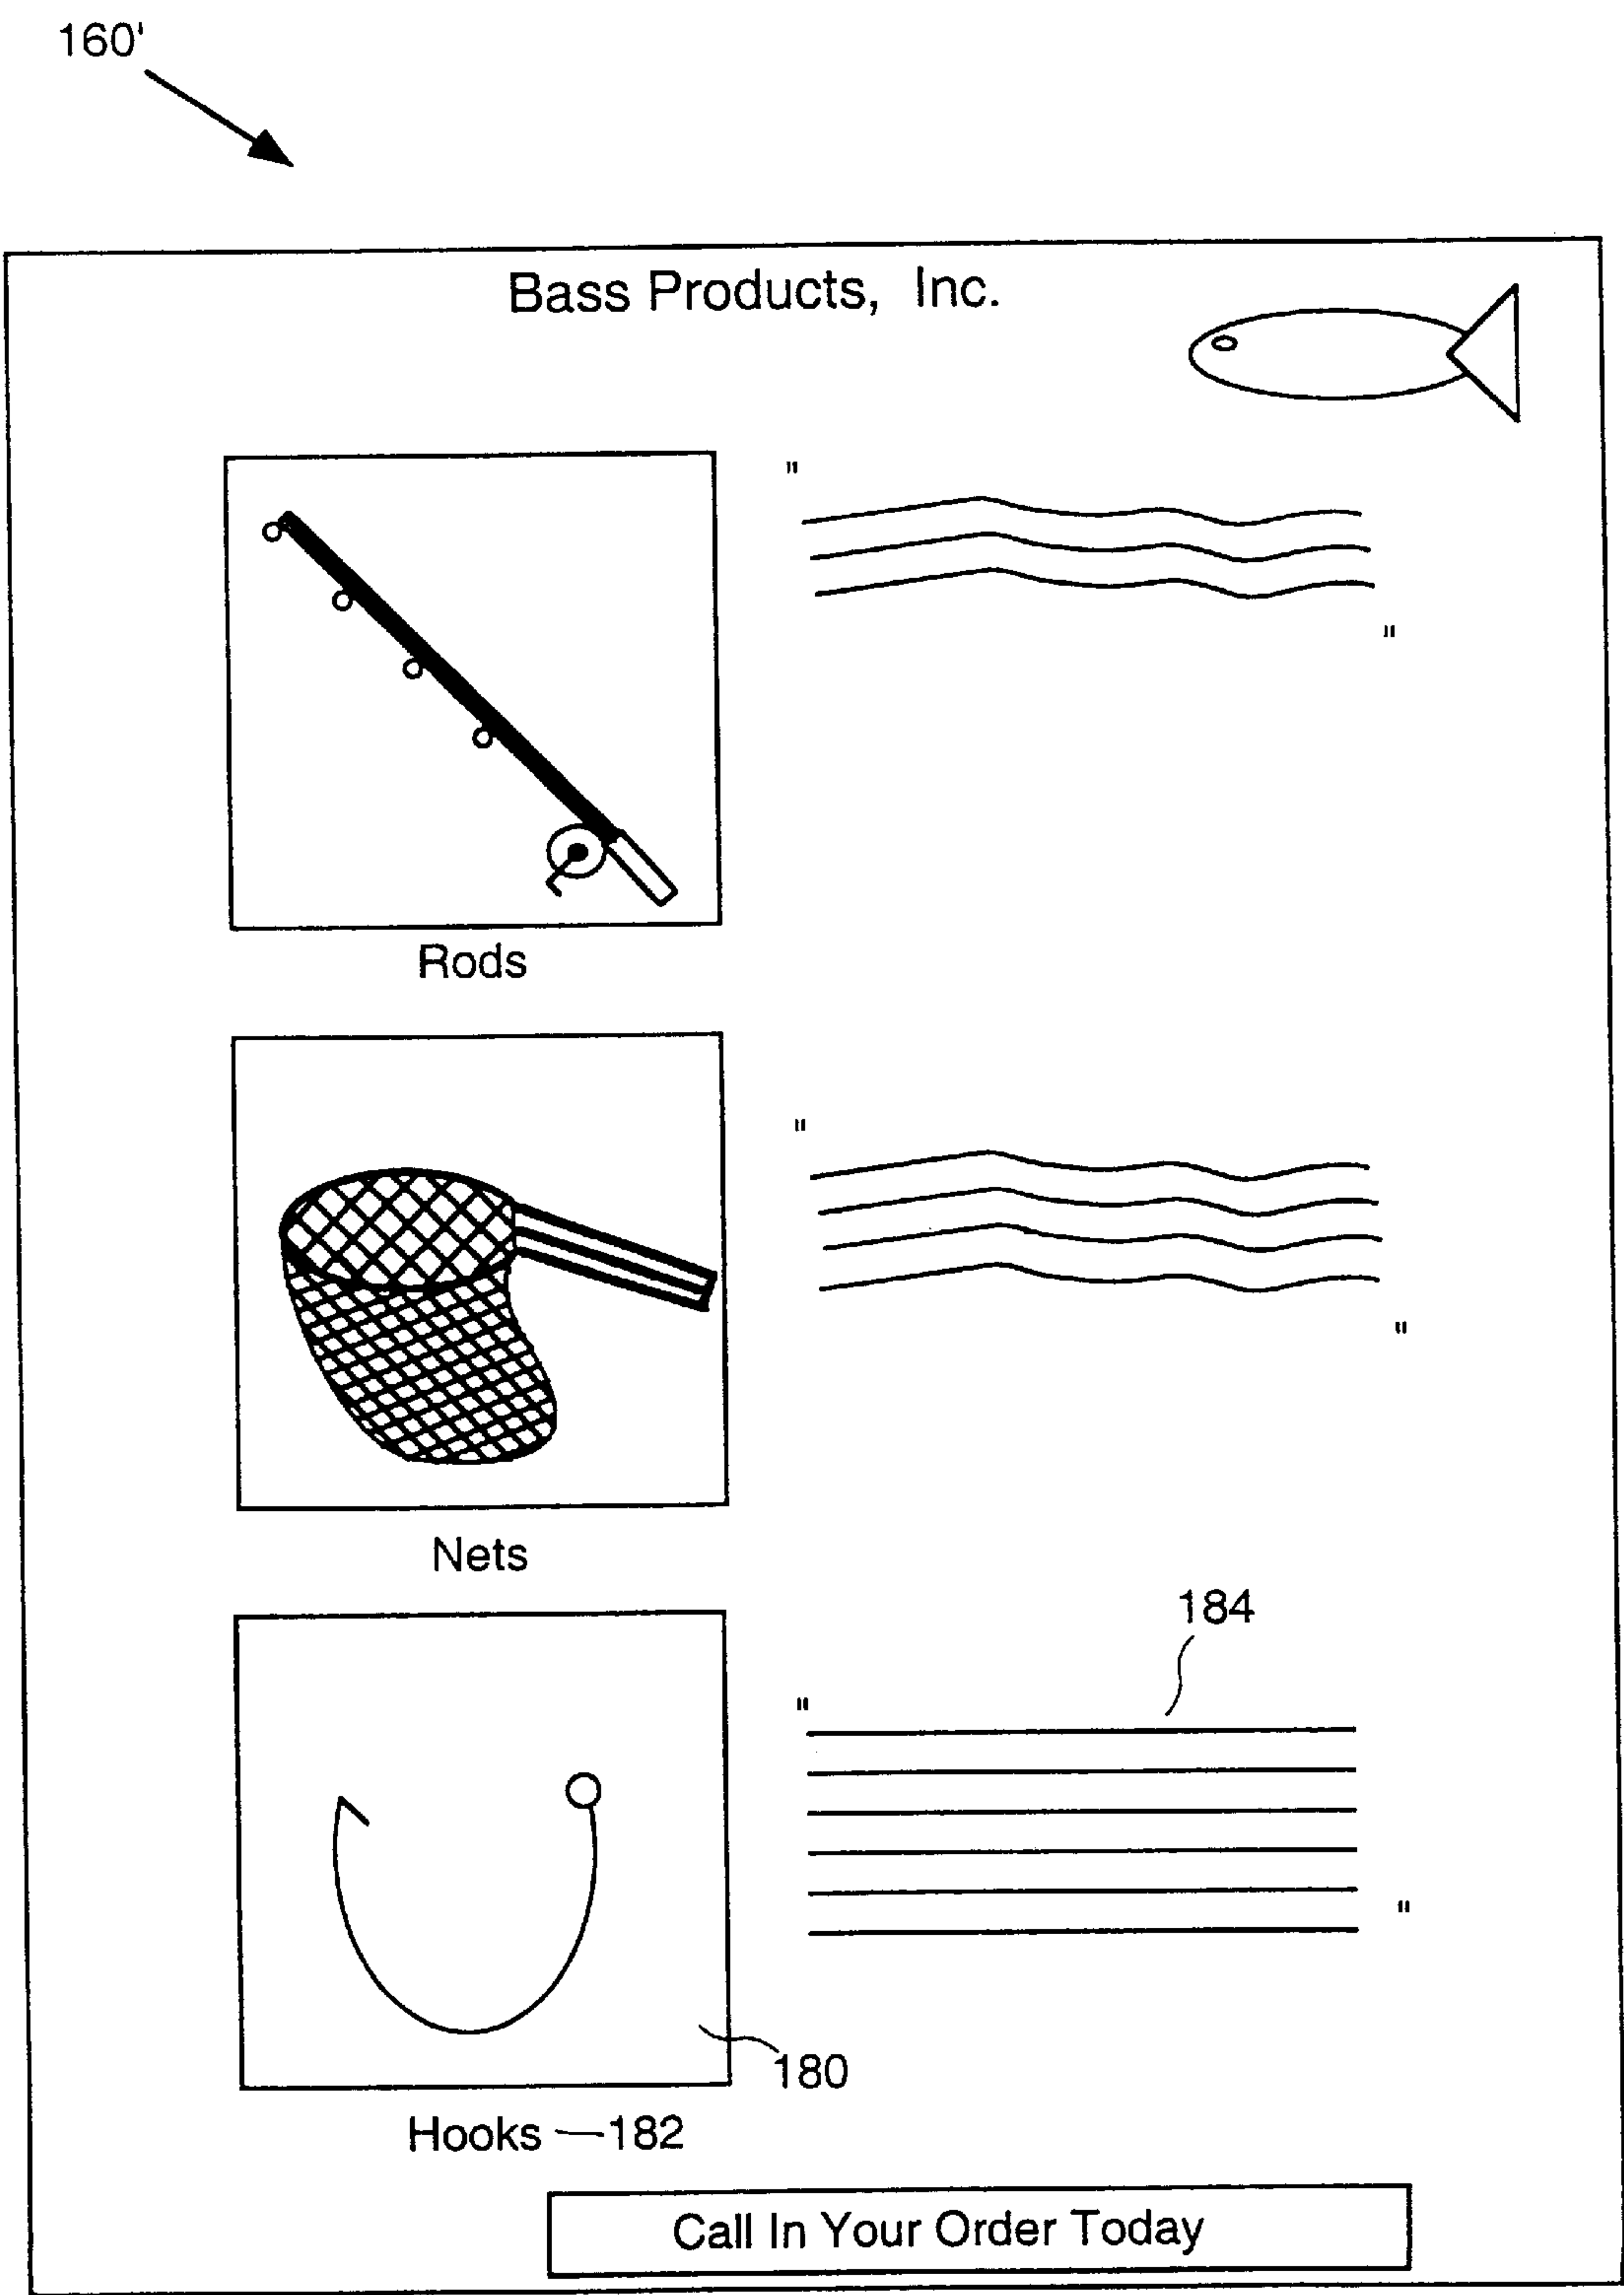 160'
Bass Products, Inc.
"
"
Rods
"
"
Nets
184
"
"
180
Hooks — 182
Call In Your Order Today